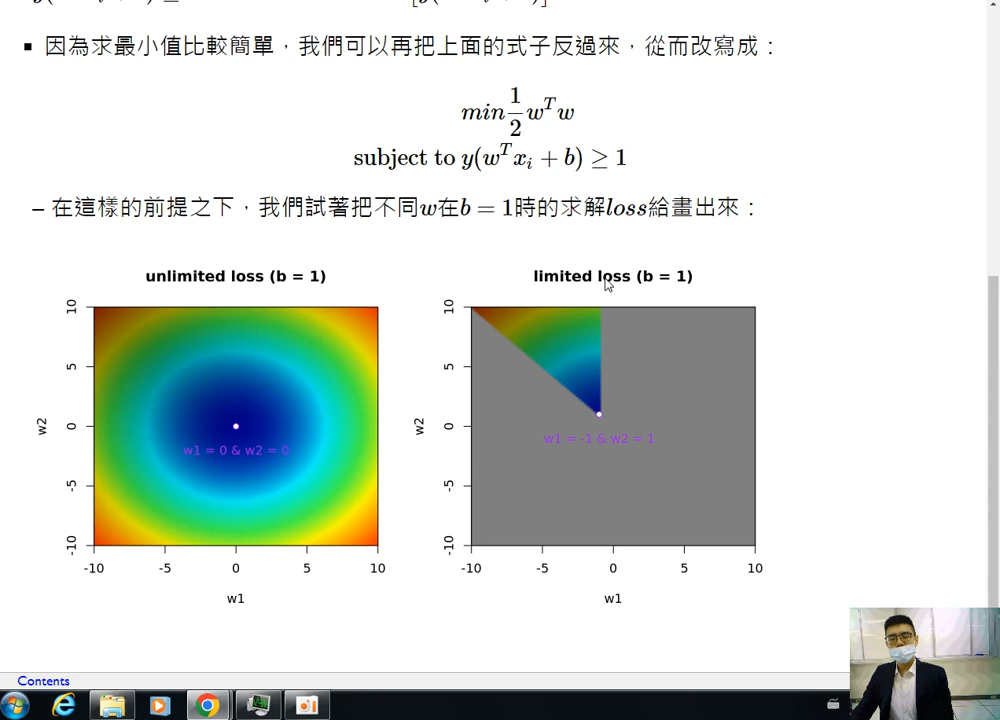 因為求最小值比較簡單，我們可以再把上面的式子反過來，從而改寫成：
min 1/2 w^T w
subject to y(w^T x_i + b) ≥ 1
– 在這樣的前提之下，我們試著把不同w在b = 1時的求解loss給畫出來：
unlimited loss (b = 1)
limited loss (b = 1)
10
5
0
-5
-10
w2
w1 = 0 & w2 = 0
-10 -5 0 5 10
w1
10
5
0
-5
-10
w2
w1 = -1 & w2 = 1
-10 -5 0 5 10
w1
Contents